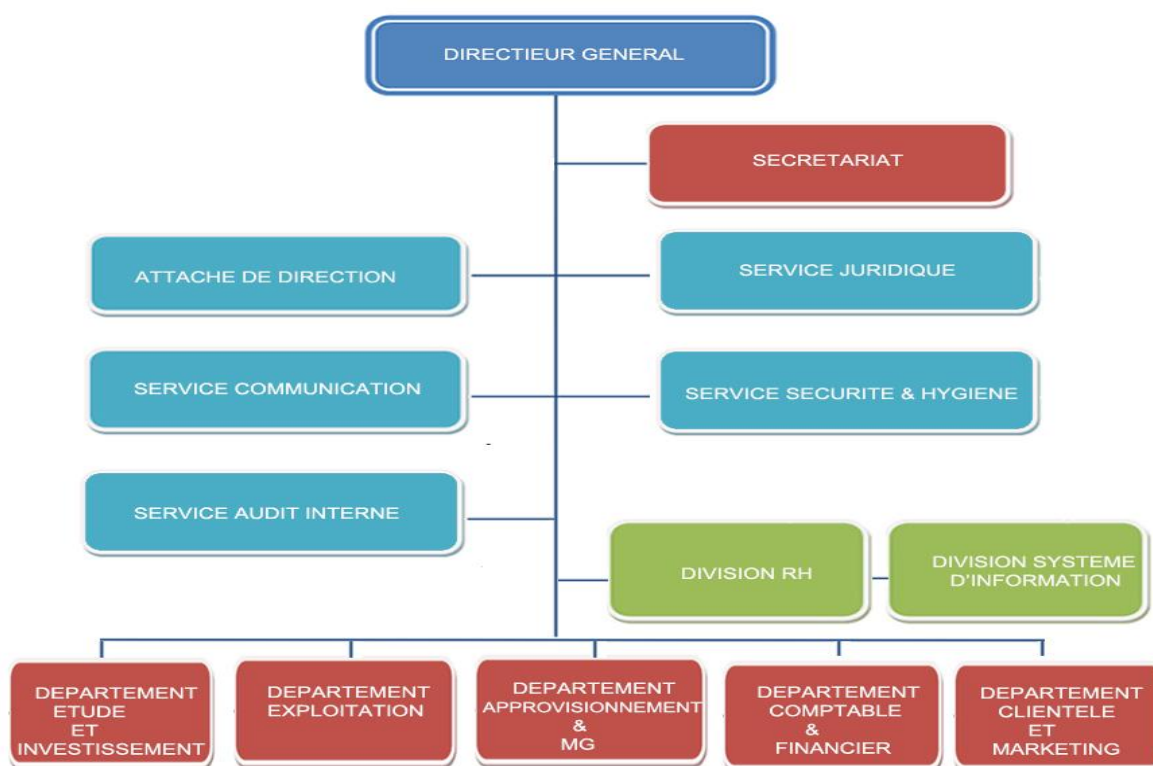 DIRECTIEUR GENERAL
SECRETARIAT
ATTACHE DE DIRECTION
SERVICE JURIDIQUE
SERVICE COMMUNICATION
SERVICE SECURITE & HYGIENE
SERVICE AUDIT INTERNE
DIVISION RH
DIVISION SYSTEME
D'INFORMATION
DEPARTEMENT
ETUDE
ET
INVESTISSEMENT
DEPARTEMENT
EXPLOITATION
DEPARTEMENT
APPROVISIONNEMENT
&
MG
DEPARTEMENT
COMPTABLE
&
FINANCIER
DEPARTEMENT
CLIENTELE
ET
MARKETING